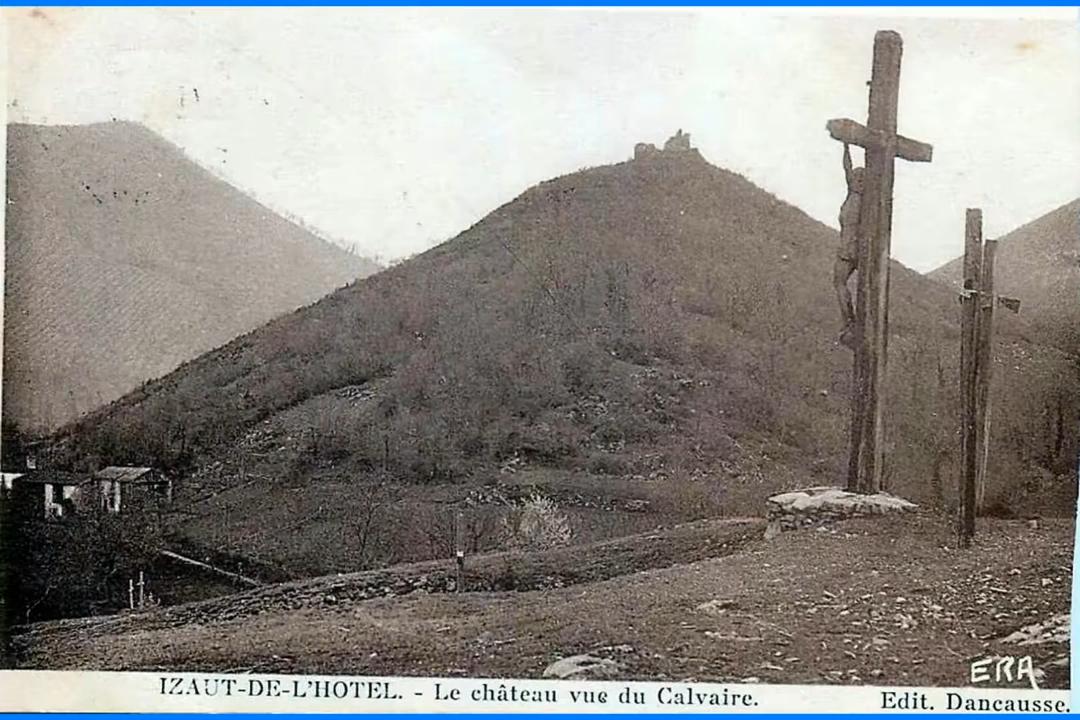 ERA
IZAUT-DE-L'HOTEL. - Le château vue du Calvaire.
Edit. Dancausse.